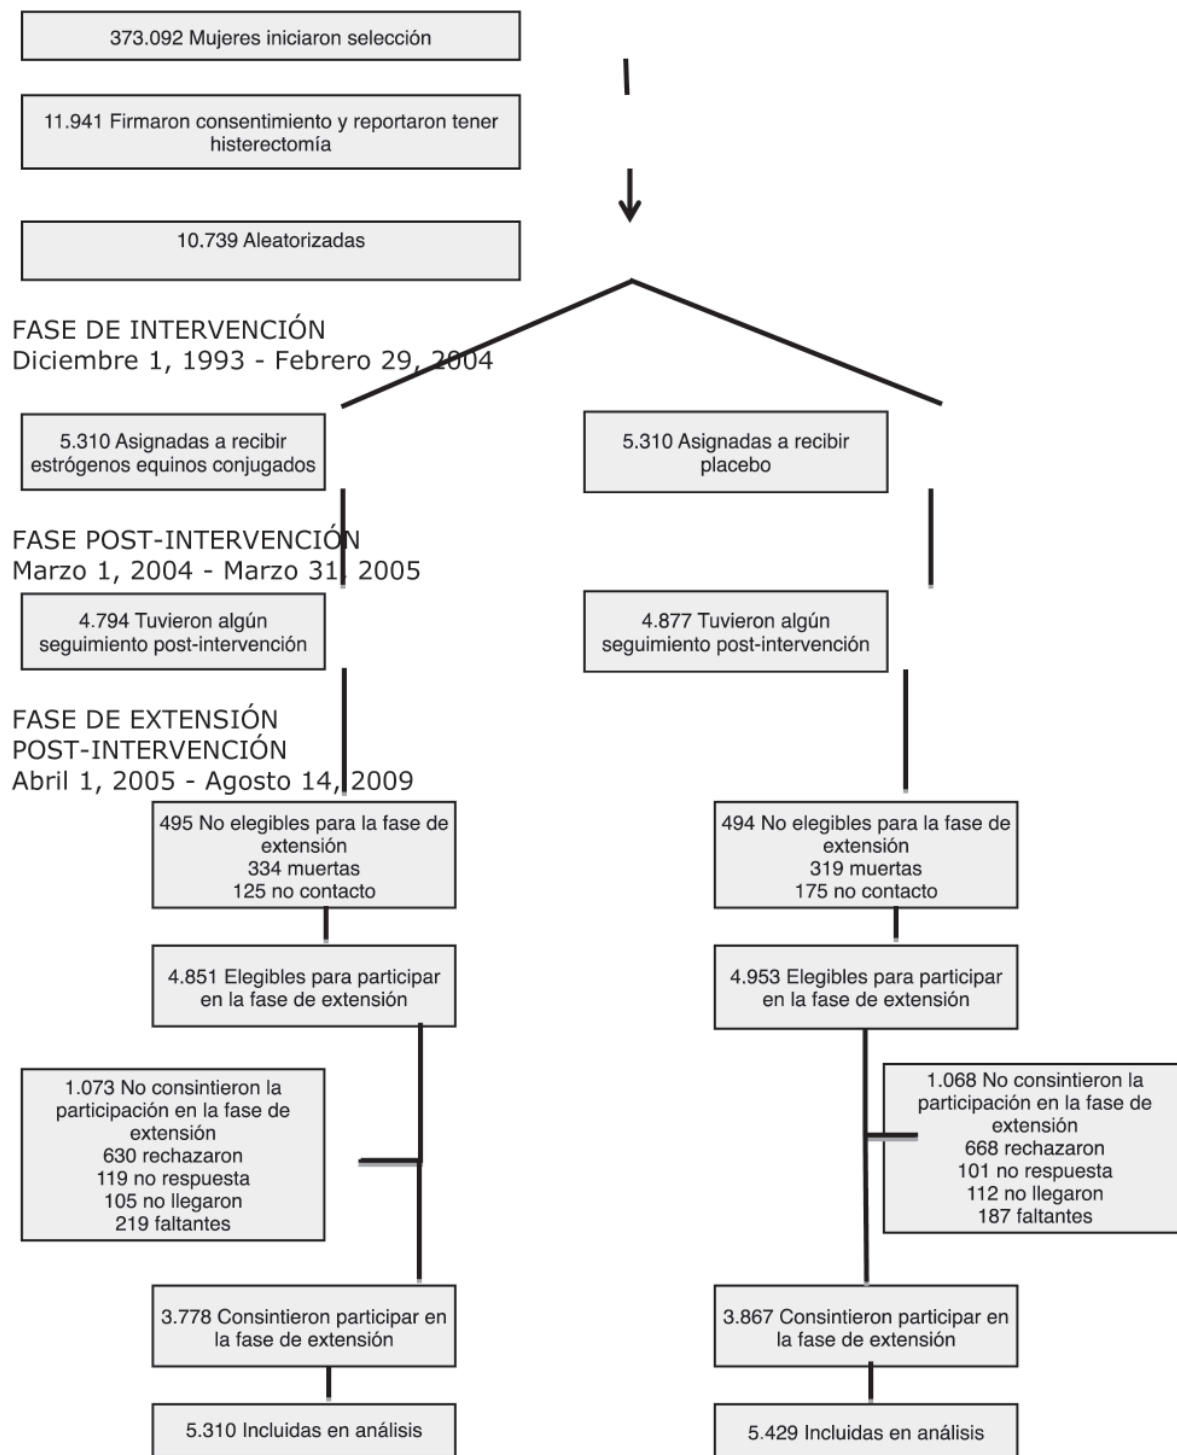 373.092 Mujeres iniciaron selección
11.941 Firmaron consentimiento y reportaron tener
histerectomía
10.739 Aleatorizadas
FASE DE INTERVENCIÓN
Diciembre 1, 1993 - Febrero 29, 2004
5.310 Asignadas a recibir
estrógenos equinos conjugados
5.310 Asignadas a recibir
placebo
FASE POST-INTERVENCIÓN
Marzo 1, 2004 - Marzo 31, 2005
4.794 Tuvieron algún
seguimiento post-intervención
4.877 Tuvieron algún
seguimiento post-intervención
FASE DE EXTENSIÓN
POST-INTERVENCIÓN
Abril 1, 2005 - Agosto 14, 2009
495 No elegibles para la fase de
extensión
334 muertas
125 no contacto
494 No elegibles para la fase de
extensión
319 muertas
175 no contacto
4.851 Elegibles para participar
en la fase de extensión
4.953 Elegibles para participar
en la fase de extensión
1.073 No consintieron la
participación en la fase de
extensión
630 rechazaron
119 no respuesta
105 no llegaron
219 faltantes
1.068 No consintieron la
participación en la fase de
extensión
668 rechazaron
101 no respuesta
112 no llegaron
187 faltantes
3.778 Consintieron participar en
la fase de extensión
3.867 Consintieron participar en
la fase de extensión
5.310 Incluidas en análisis
5.429 Incluidas en análisis